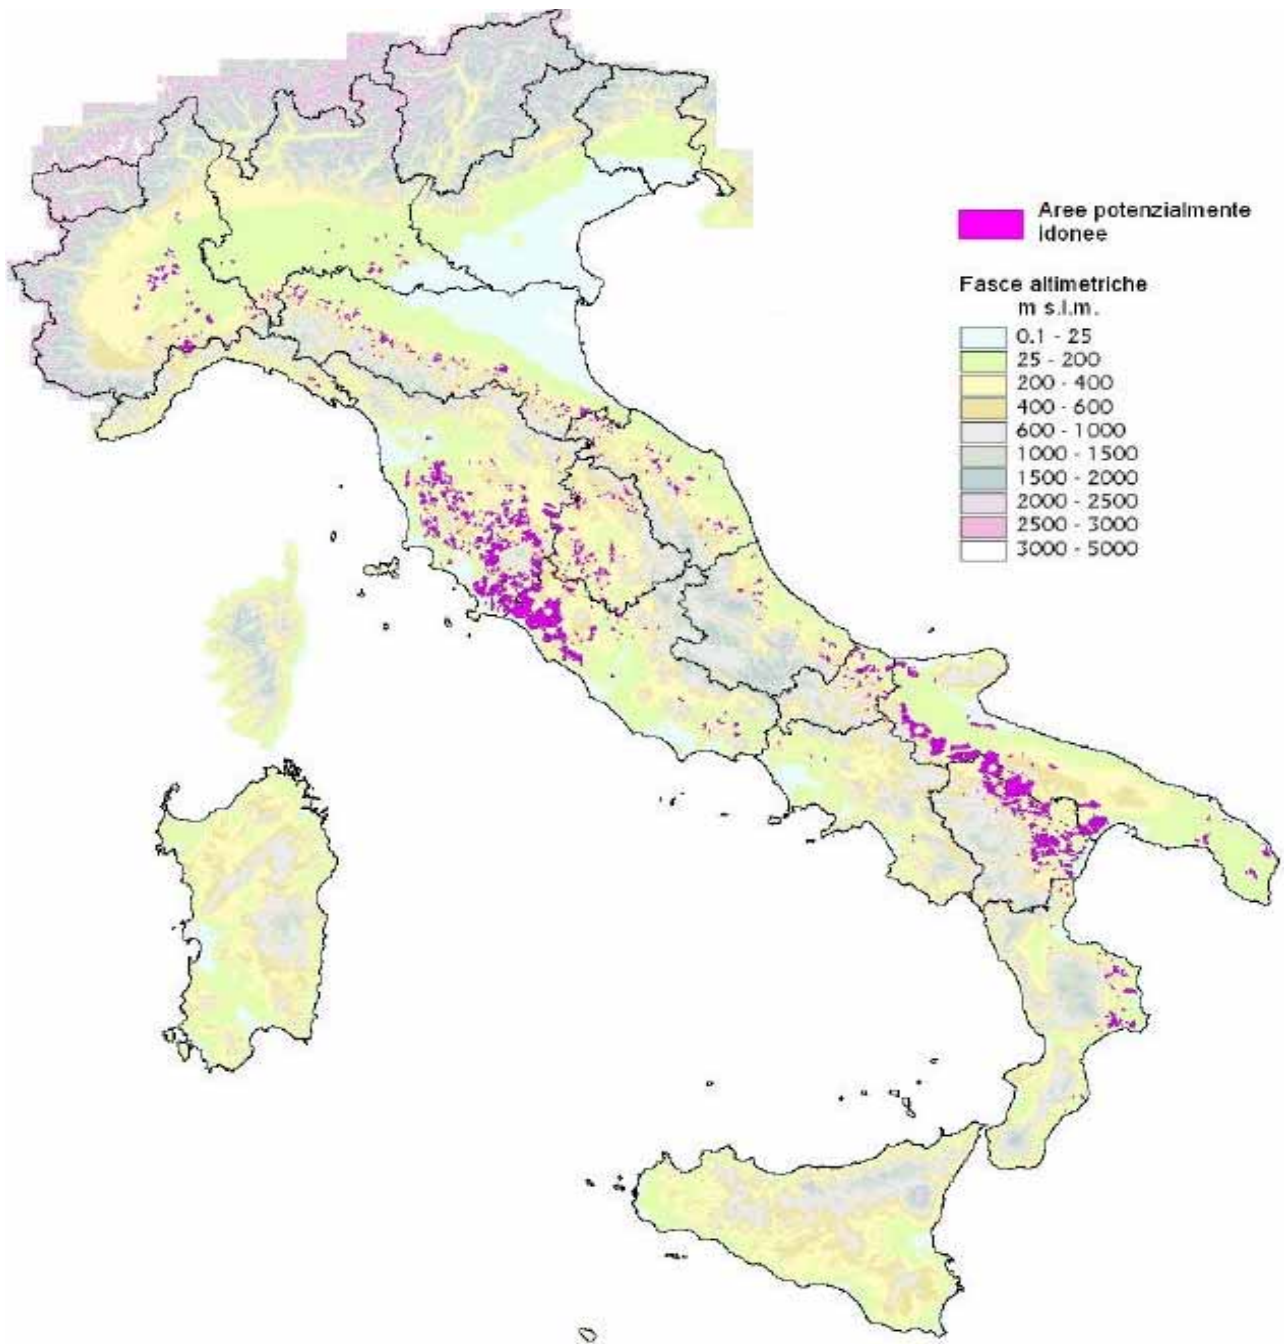 Aree potenzialmente
idonee
Fasce altimetriche
m s.l.m.
0.1 - 25
25 - 200
200 - 400
400 - 600
600 - 1000
1000 - 1500
1500 - 2000
2000 - 2500
2500 - 3000
3000 - 5000